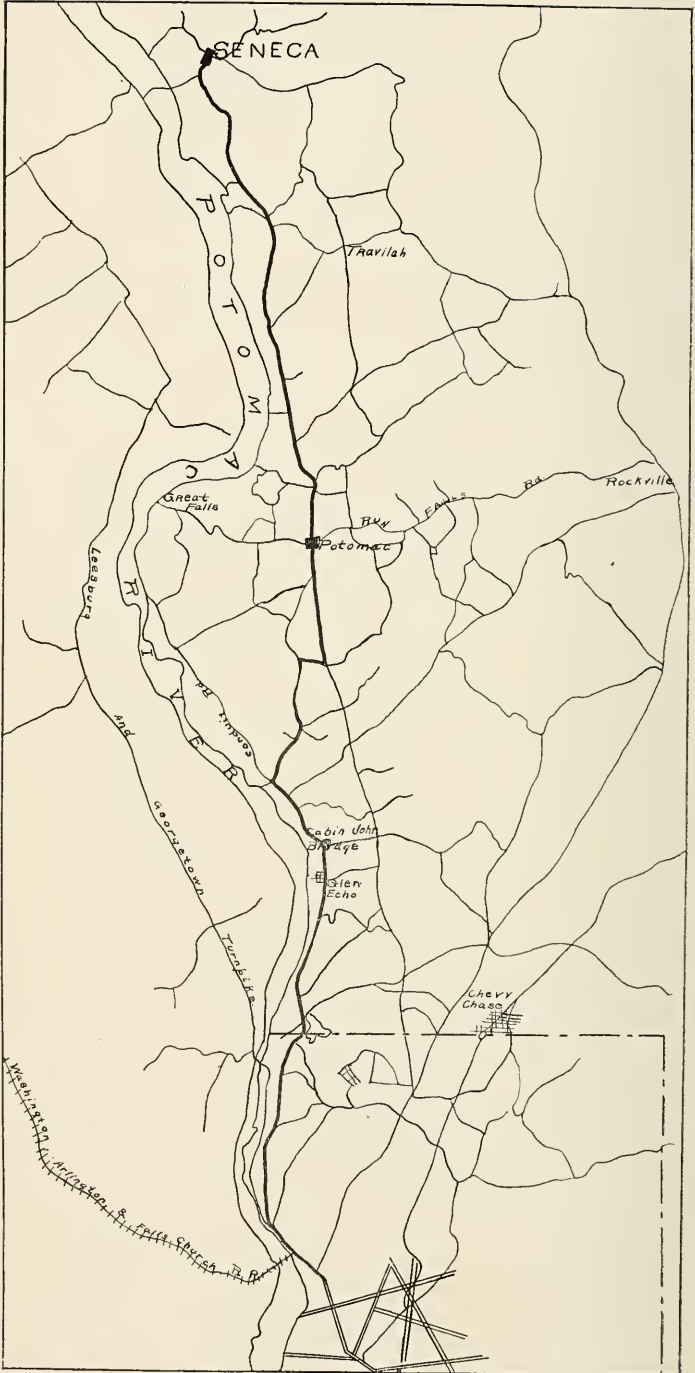 SENECA
POTOMAC RIVER
Travilah
Great
Falls
Rockville
RUN FALLS Rd
Potomac
Leesburg And Georgetown Turnpike
Conduit Rd
Cabin John
Bridge
Glen
Echo
Chevy
Chase
Washington Arlington & Falls Church R.R.